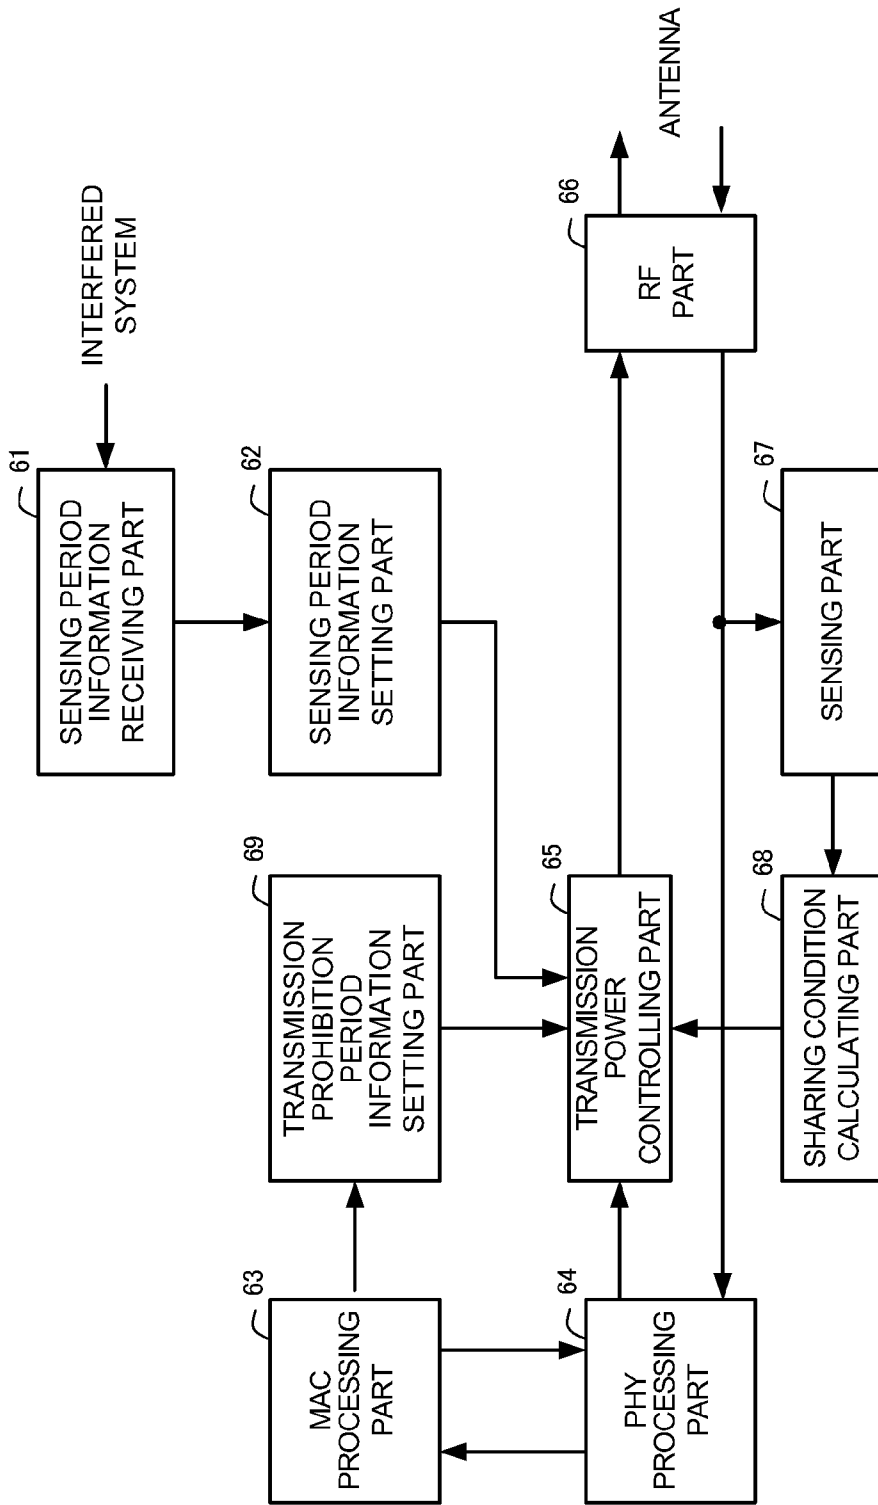 INTERFERED
SYSTEM
61
SENSING PERIOD
INFORMATION
RECEIVING PART
63
MAC
PROCESSING
PART
69
TRANSMISSION
PROHIBITION
PERIOD
INFORMATION
SETTING PART
62
SENSING PERIOD
INFORMATION
SETTING PART
64
PHY
PROCESSING
PART
65
TRANSMISSION
POWER
CONTROLLING PART
66
RF
PART
ANTENNA
68
SHARING CONDITION
CALCULATING PART
67
SENSING PART